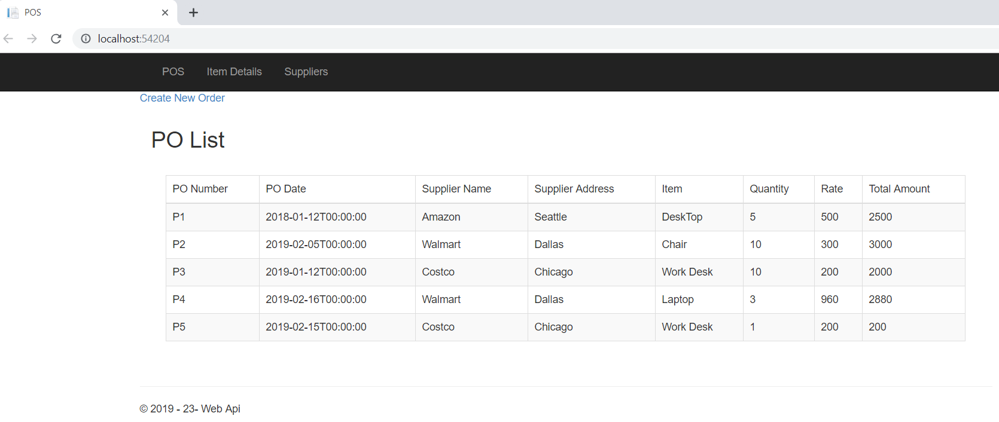 POS
localhost:54204
POS Item Details Suppliers
Create New Order
PO List
PO Number PO Date Supplier Name Supplier Address Item Quantity Rate Total Amount
P1 2018-01-12T00:00:00 Amazon Seattle DeskTop 5 500 2500
P2 2019-02-05T00:00:00 Walmart Dallas Chair 10 300 3000
P3 2019-01-12T00:00:00 Costco Chicago Work Desk 10 200 2000
P4 2019-02-16T00:00:00 Walmart Dallas Laptop 3 960 2880
P5 2019-02-15T00:00:00 Costco Chicago Work Desk 1 200 200
© 2019 - 23- Web Api